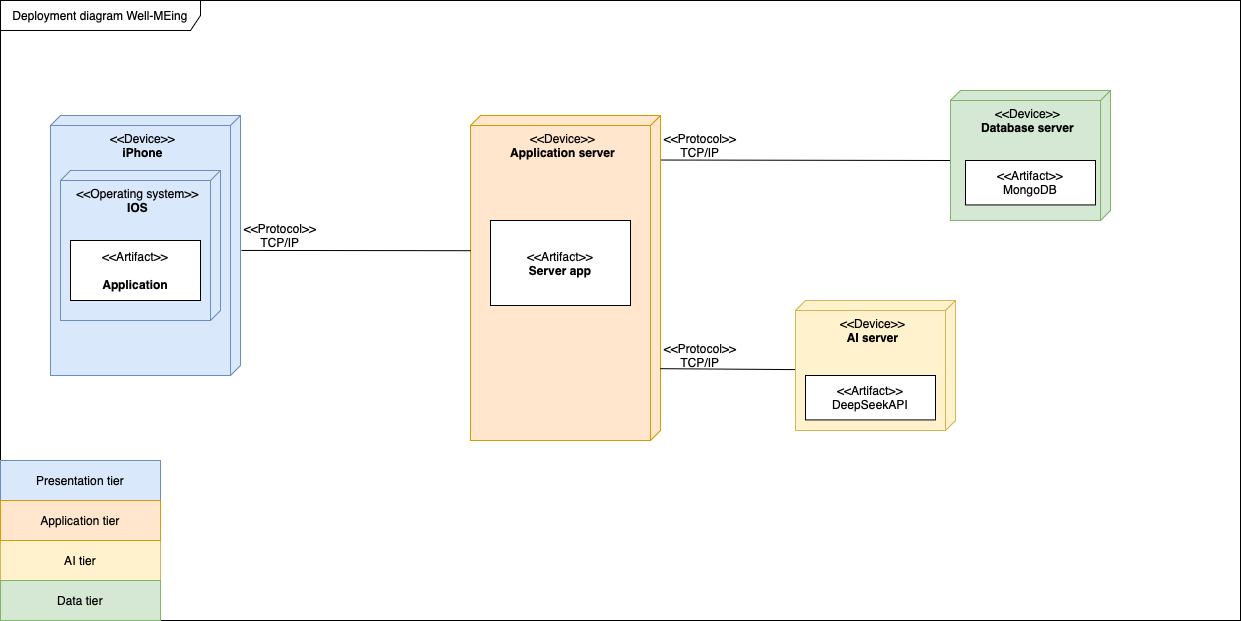 Deployment diagram Well-MEing
<<Device>>
iPhone
<<Operating system>>
IOS
<<Artifact>>
Application
<<Protocol>>
TCP/IP
<<Device>>
Application server
<<Artifact>>
Server app
<<Protocol>>
TCP/IP
<<Device>>
Database server
<<Artifact>>
MongoDB
<<Protocol>>
TCP/IP
<<Device>>
AI server
<<Artifact>>
DeepSeekAPI
Presentation tier
Application tier
AI tier
Data tier